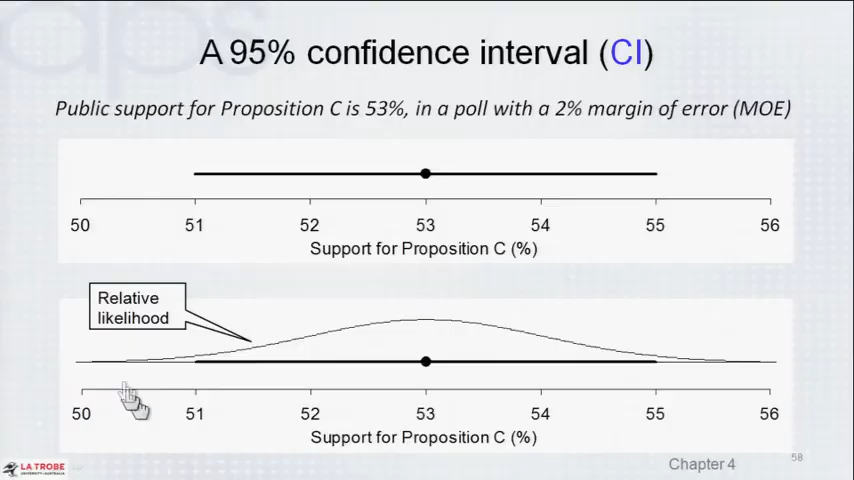 A 95% confidence interval (CI)
Public support for Proposition C is 53%, in a poll with a 2% margin of error (MOE)
50 51 52 53 54 55 56
Support for Proposition C (%)
Relative
likelihood
50 51 52 53 54 55 56
Support for Proposition C (%)
LA TROBE
Chapter 4
58